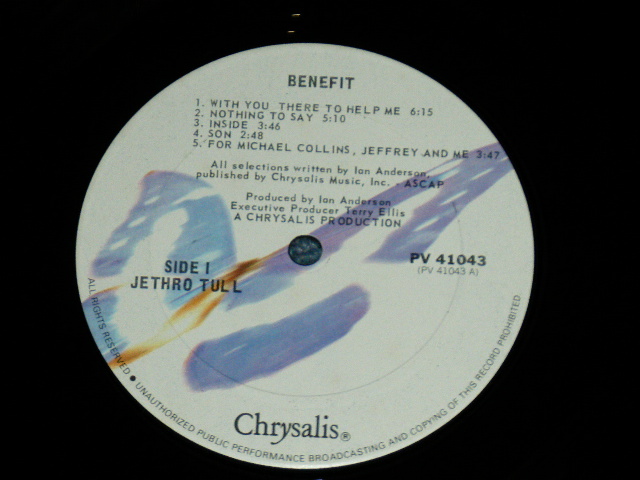 BENEFIT
1. WITH YOU THERE TO HELP ME 6:15
2. NOTHING TO SAY 5:10
3. INSIDE 3:46
4. SON 2:48
5. FOR MICHAEL COLLINS, JEFFREY AND ME 3:47
All selections written by Ian Anderson,
published by Chrysalis Music, Inc. - ASCAP
Produced by Ian Anderson
Executive Producer Terry Ellis
A CHRYSALIS PRODUCTION
SIDE I
JETHRO TULL
PV 41043
(PV 41043 A)
Chrysalis®
ALL RIGHTS RESERVED ● UNAUTHORIZED PUBLIC PERFORMANCE BROADCASTING AND COPYING OF THIS RECORD PROHIBITED